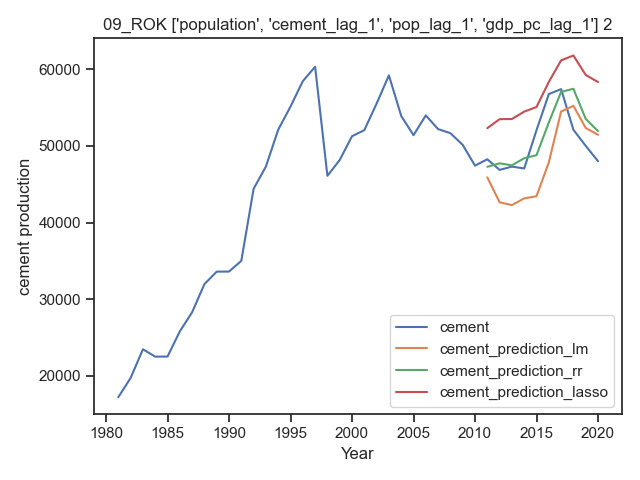 09_ROK ['population', 'cement_lag_1', 'pop_lag_1', 'gdp_pc_lag_1'] 2
60000
50000
40000
30000
20000
cement production
1980 1985 1990 1995 2000 2005 2010 2015 2020
Year
cement
cement_prediction_lm
cement_prediction_rr
cement_prediction_lasso